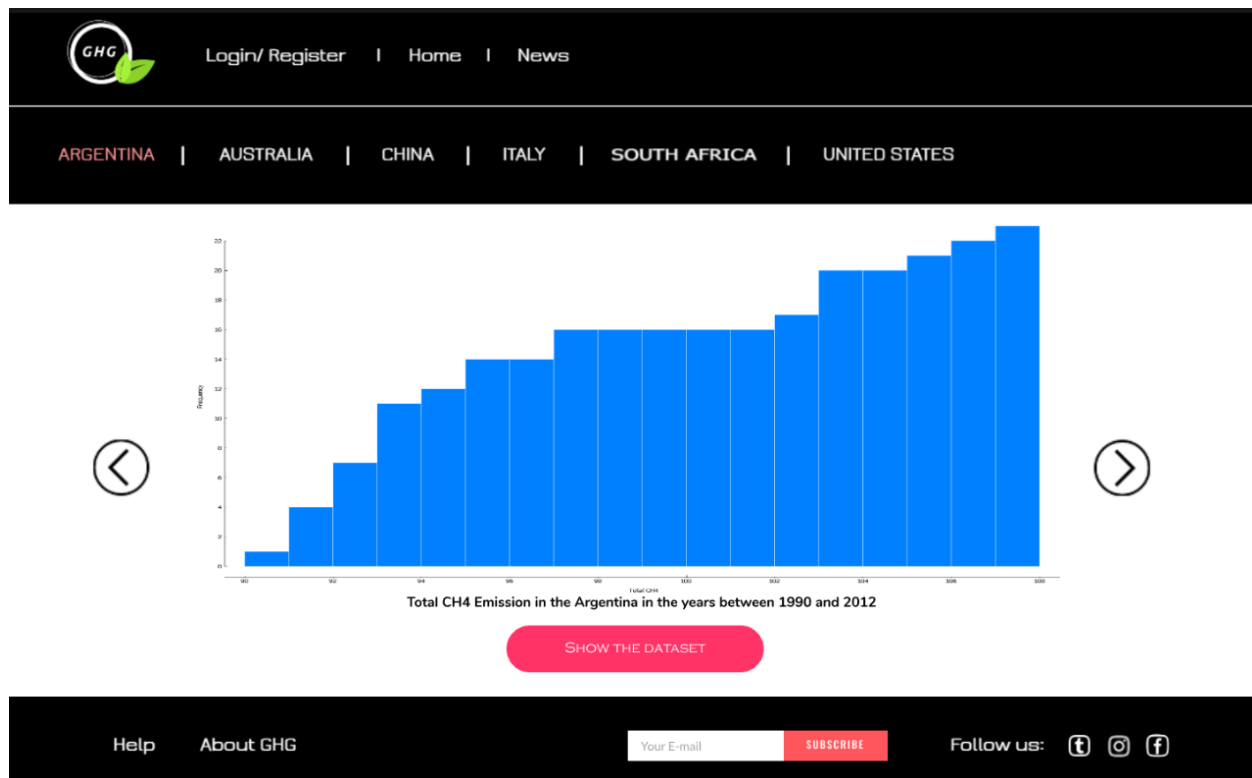 GHG
Login/ Register | Home | News
ARGENTINA | AUSTRALIA | CHINA | ITALY | SOUTH AFRICA | UNITED STATES
22
20
18
16
14
12
Frequency
10
8
6
4
2
0
90 92 94 96 98 100 102 104 106 108
Total CH4
Total CH4 Emission in the Argentina in the years between 1990 and 2012
SHOW THE DATASET
Help About GHG Your E-mail SUBSCRIBE Follow us: